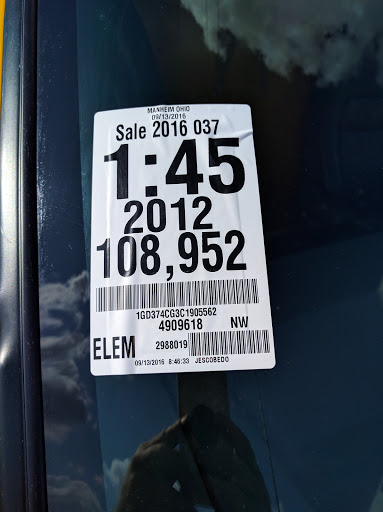 MANHEIM OHIO
09/13/2016
Sale 2016 037
1:45
2012
108,952
1GD374CG3C1905562
4909618 NW
ELEM 2988019
09/13/2016 8:46:33 JESCOBEDO